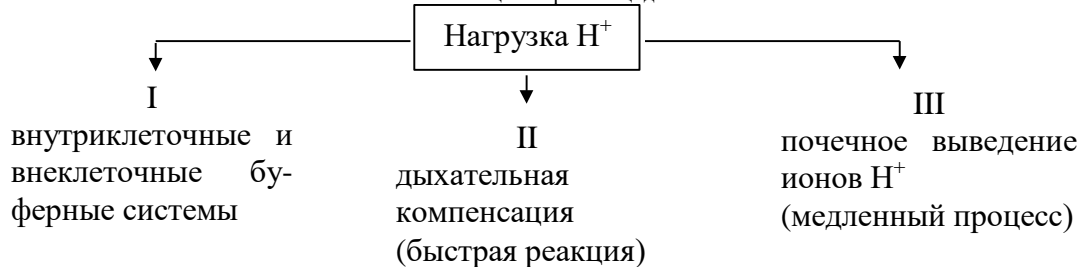 Нагрузка H⁺
I
внутриклеточные и
внеклеточные бу-
ферные системы
II
дыхательная
компенсация
(быстрая реакция)
III
почечное выведение
ионов H⁺
(медленный процесс)